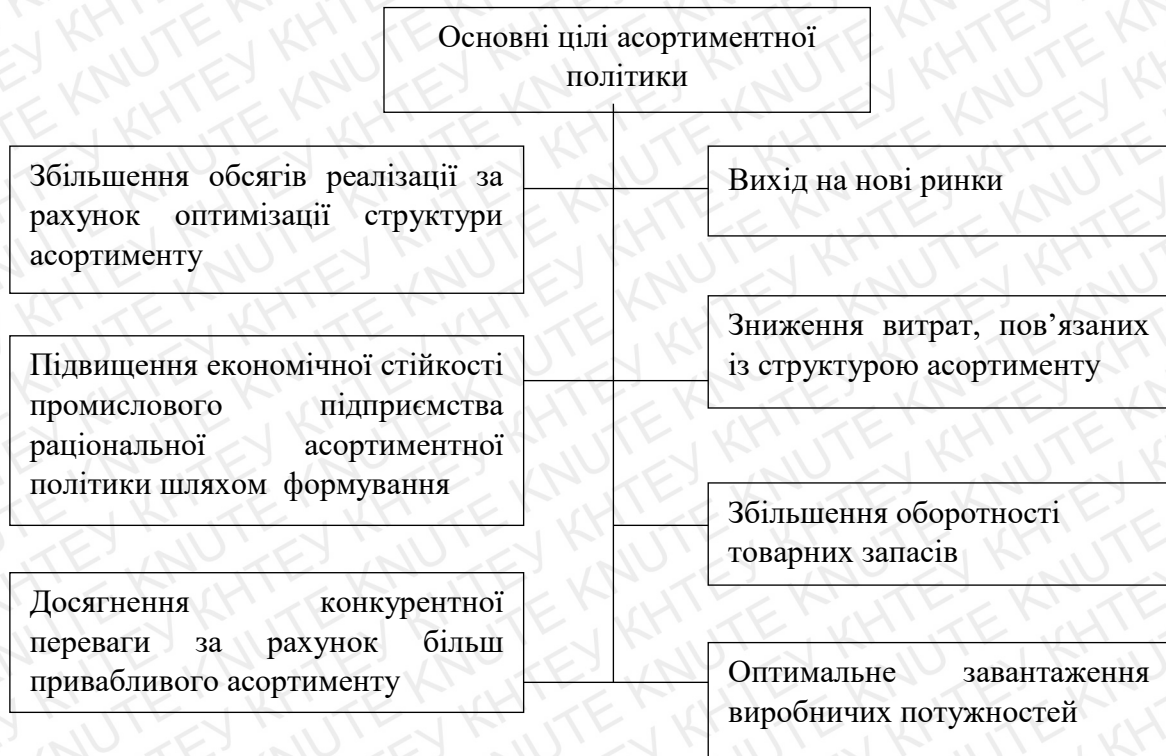 Основні цілі асортиментної
політики
Збільшення обсягів реалізації за
рахунок оптимізації структури
асортименту
Вихід на нові ринки
Підвищення економічної стійкості
промислового підприємства
раціональної асортиментної
політики шляхом формування
Зниження витрат, пов’язаних
із структурою асортименту
Збільшення оборотності
товарних запасів
Досягнення конкурентної
переваги за рахунок більш
привабливого асортименту
Оптимальне завантаження
виробничих потужностей